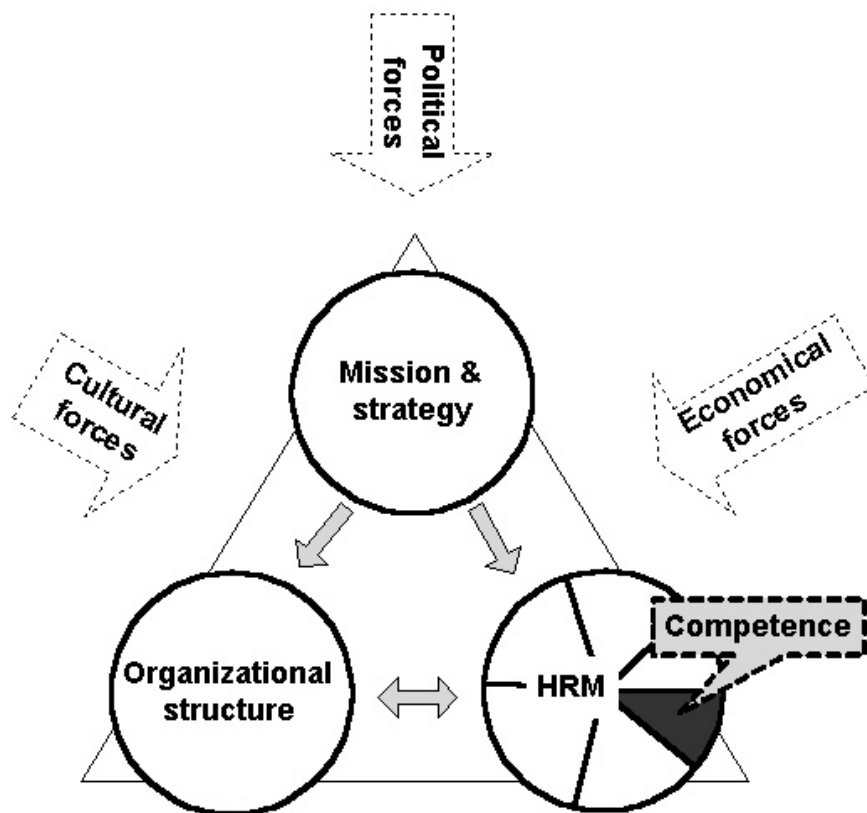 Political
forces
Cultural
forces
Economical
forces
Mission &
strategy
Organizational
structure
HRM
Competence